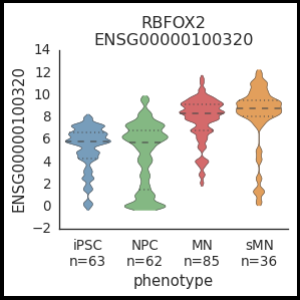 RBFOX2
ENSG00000100320
14
12
10
8
6
4
2
0
−2
ENSG00000100320
iPSC NPC MN sMN
n=63 n=62 n=85 n=36
phenotype